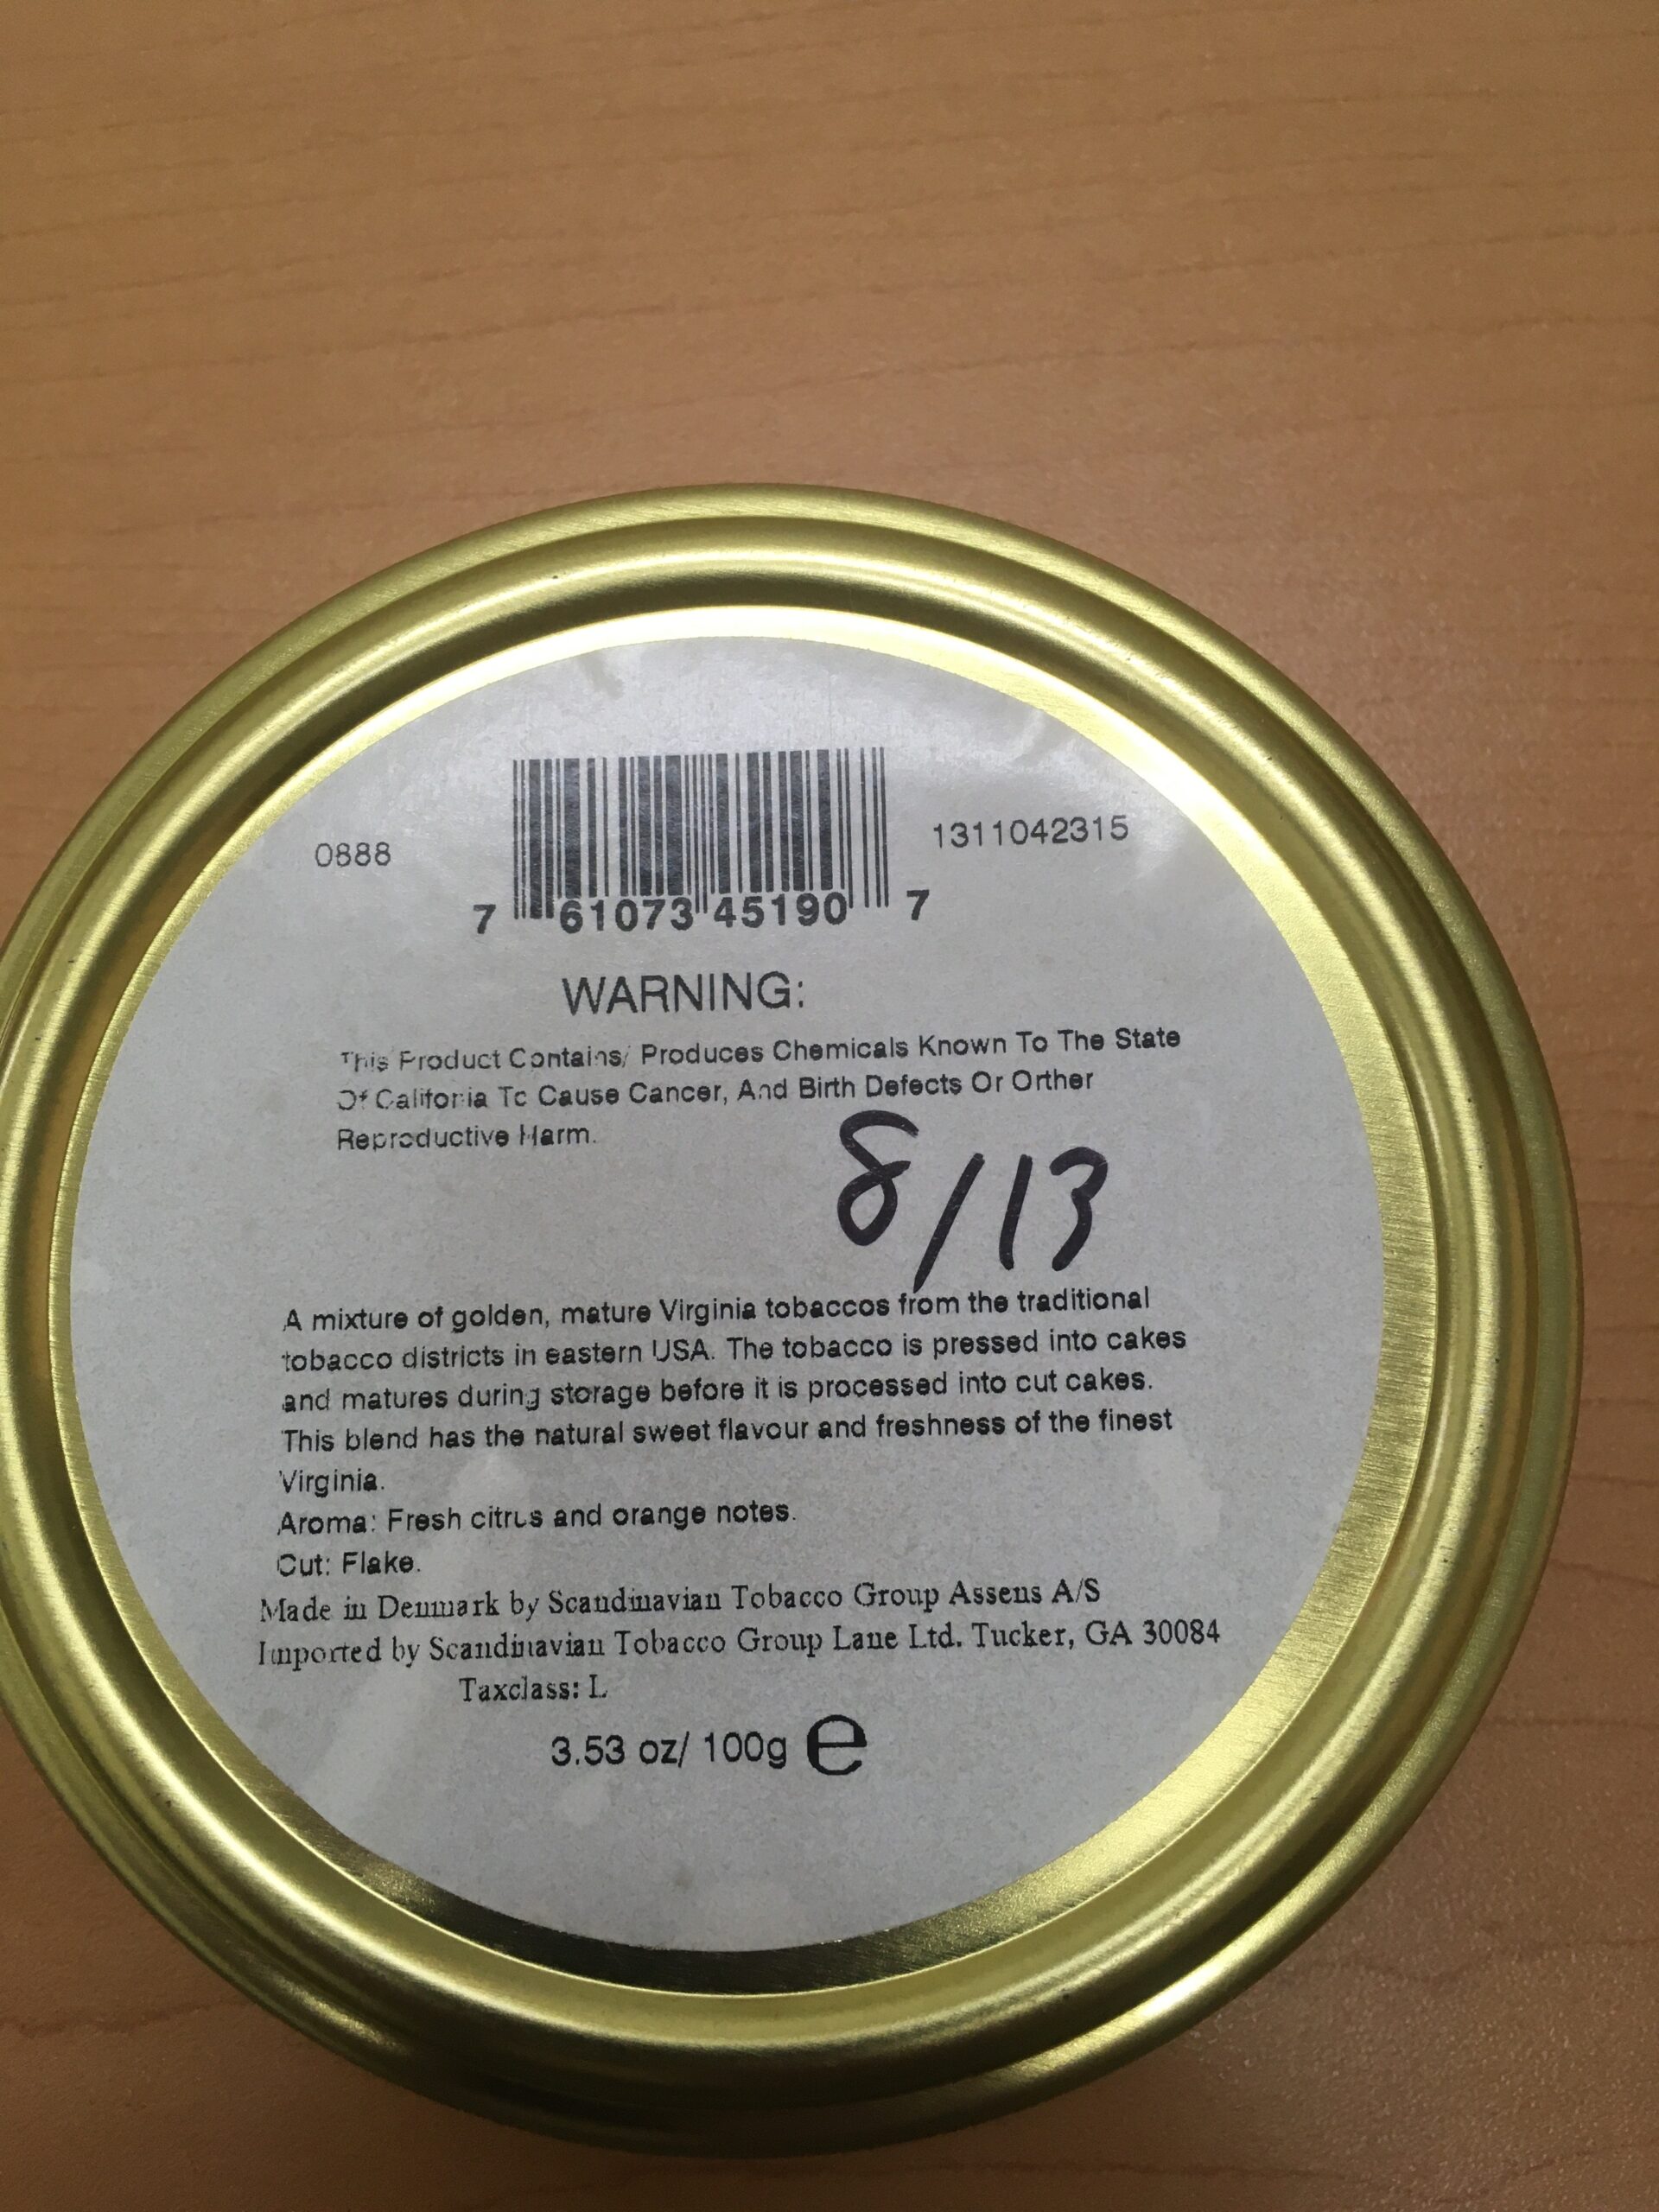 0888
1311042315
7 61073 45190 7
WARNING:
This Product Contains/ Produces Chemicals Known To The State
Of California To Cause Cancer, And Birth Defects Or Orther
Reproductive Harm.
8/13
A mixture of golden, mature Virginia tobaccos from the traditional
tobacco districts in eastern USA. The tobacco is pressed into cakes
and matures during storage before it is processed into cut cakes.
This blend has the natural sweet flavour and freshness of the finest
Virginia.
Aroma: Fresh citrus and orange notes.
Cut: Flake.
Made in Denmark by Scandinavian Tobacco Group Assens A/S
Imported by Scandinavian Tobacco Group Lane Ltd. Tucker, GA 30084
Taxclass: L
3.53 oz/ 100g e